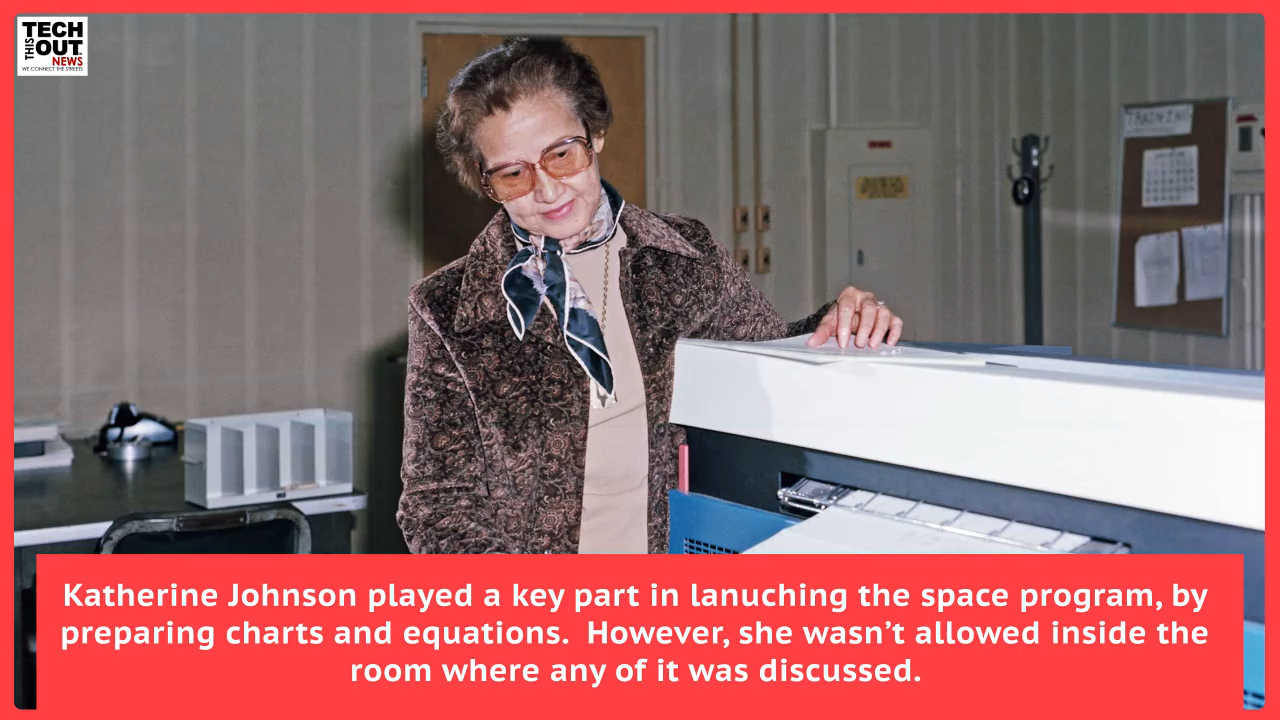 TECH
THIS
OUT
NEWS
WE CONNECT THE STREETS
TRAINING
Katherine Johnson played a key part in lanuching the space program, by
preparing charts and equations.  However, she wasn't allowed inside the
room where any of it was discussed.